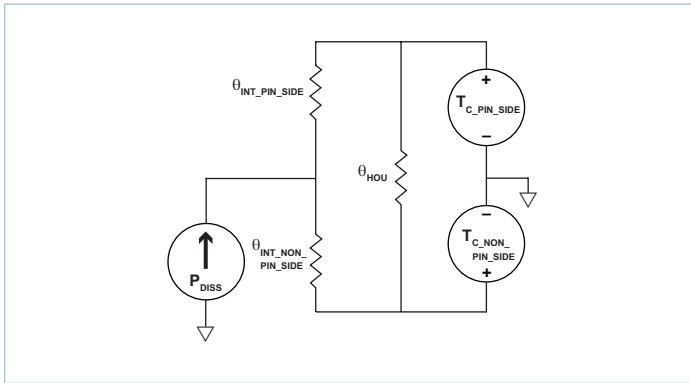 θINT_PIN_SIDE
+
TC_PIN_SIDE
−
θHOU
−
TC_NON_
PIN_SIDE
+
θINT_NON_
PIN_SIDE
PDISS